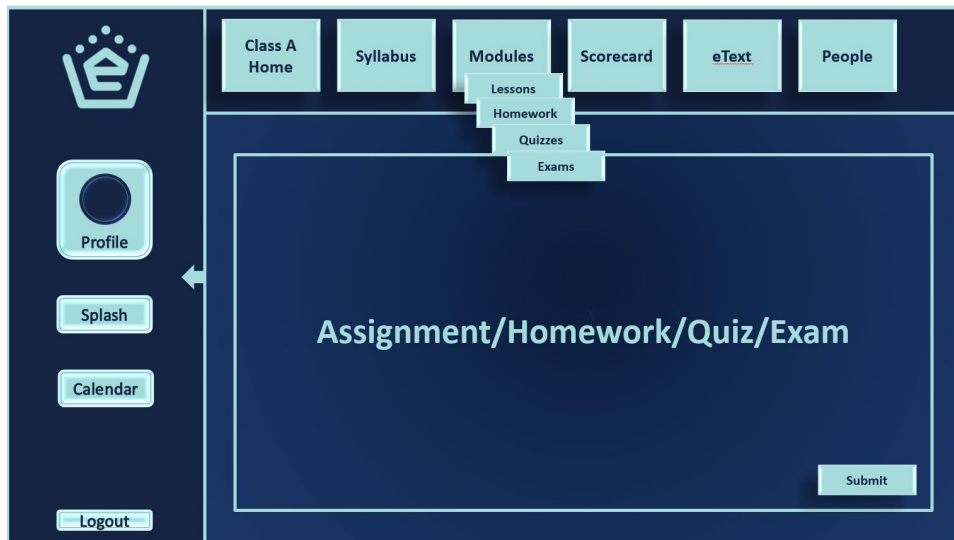 Class A
Home
Syllabus
Modules
Scorecard
eText
People
Lessons
Homework
Quizzes
Exams
Profile
Splash
Calendar
Logout
Assignment/Homework/Quiz/Exam
Submit